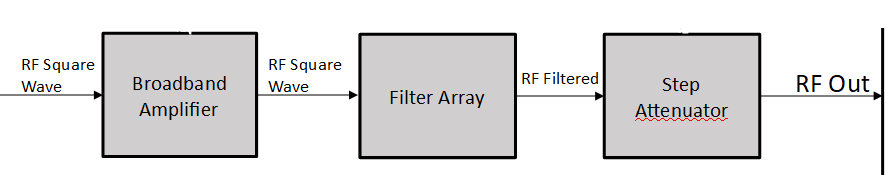 RF Square
Wave
Broadband
Amplifier
RF Square
Wave
Filter Array
RF Filtered
Step
Attenuator
RF Out